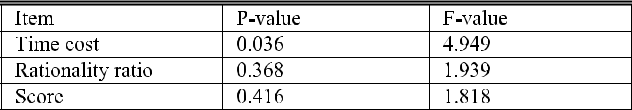 Item P-value F-value
Time cost 0.036 4.949
Rationality ratio 0.368 1.939
Score 0.416 1.818